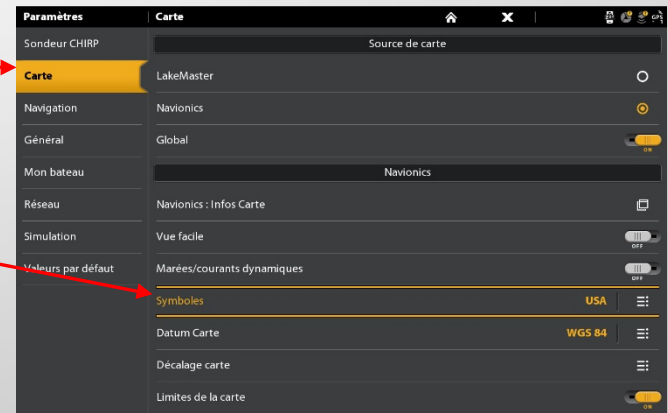 Paramètres
Carte
Sondeur CHIRP
Source de carte
Carte
LakeMaster
Navigation
Navionics
Général
Global
ON
Mon bateau
Navionics
Réseau
Navionics : Infos Carte
Simulation
Vue facile
OFF
Valeurs par défaut
Marées/courants dynamiques
OFF
Symboles
USA
Datum Carte
WGS 84
Décalage carte
Limites de la carte
ON
GPS